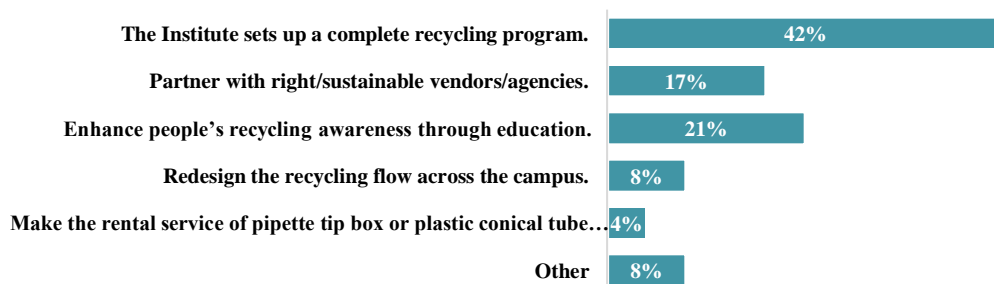 The Institute sets up a complete recycling program. 42%
Partner with right/sustainable vendors/agencies. 17%
Enhance people’s recycling awareness through education. 21%
Redesign the recycling flow across the campus. 8%
Make the rental service of pipette tip box or plastic conical tube… 4%
Other 8%